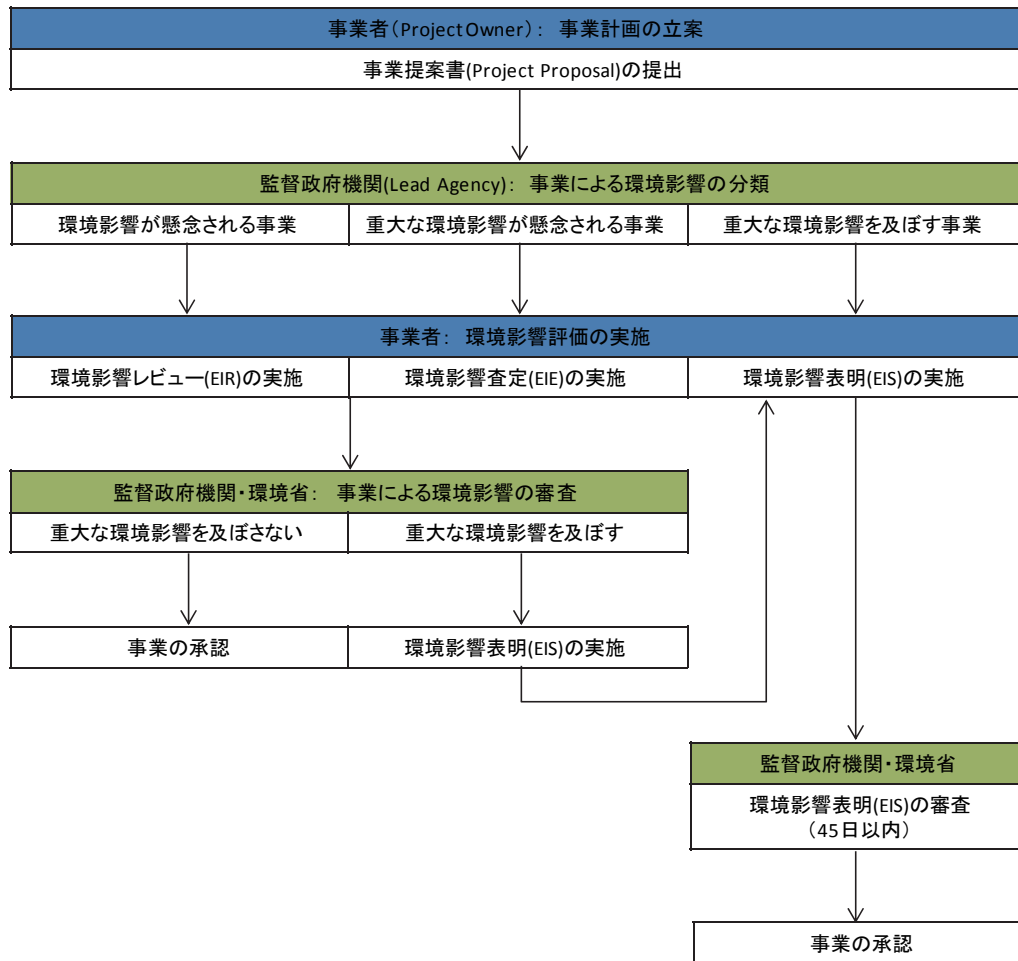 事業者(Project Owner): 事業計画の立案
事業提案書(Project Proposal)の提出
監督政府機関(Lead Agency): 事業による環境影響の分類
環境影響が懸念される事業
重大な環境影響が懸念される事業
重大な環境影響を及ぼす事業
事業者: 環境影響評価の実施
環境影響レビュー(EIR)の実施
環境影響査定(EIE)の実施
環境影響表明(EIS)の実施
監督政府機関・環境省: 事業による環境影響の審査
重大な環境影響を及ぼさない
重大な環境影響を及ぼす
事業の承認
環境影響表明(EIS)の実施
監督政府機関・環境省
環境影響表明(EIS)の審査
(45日以内)
事業の承認